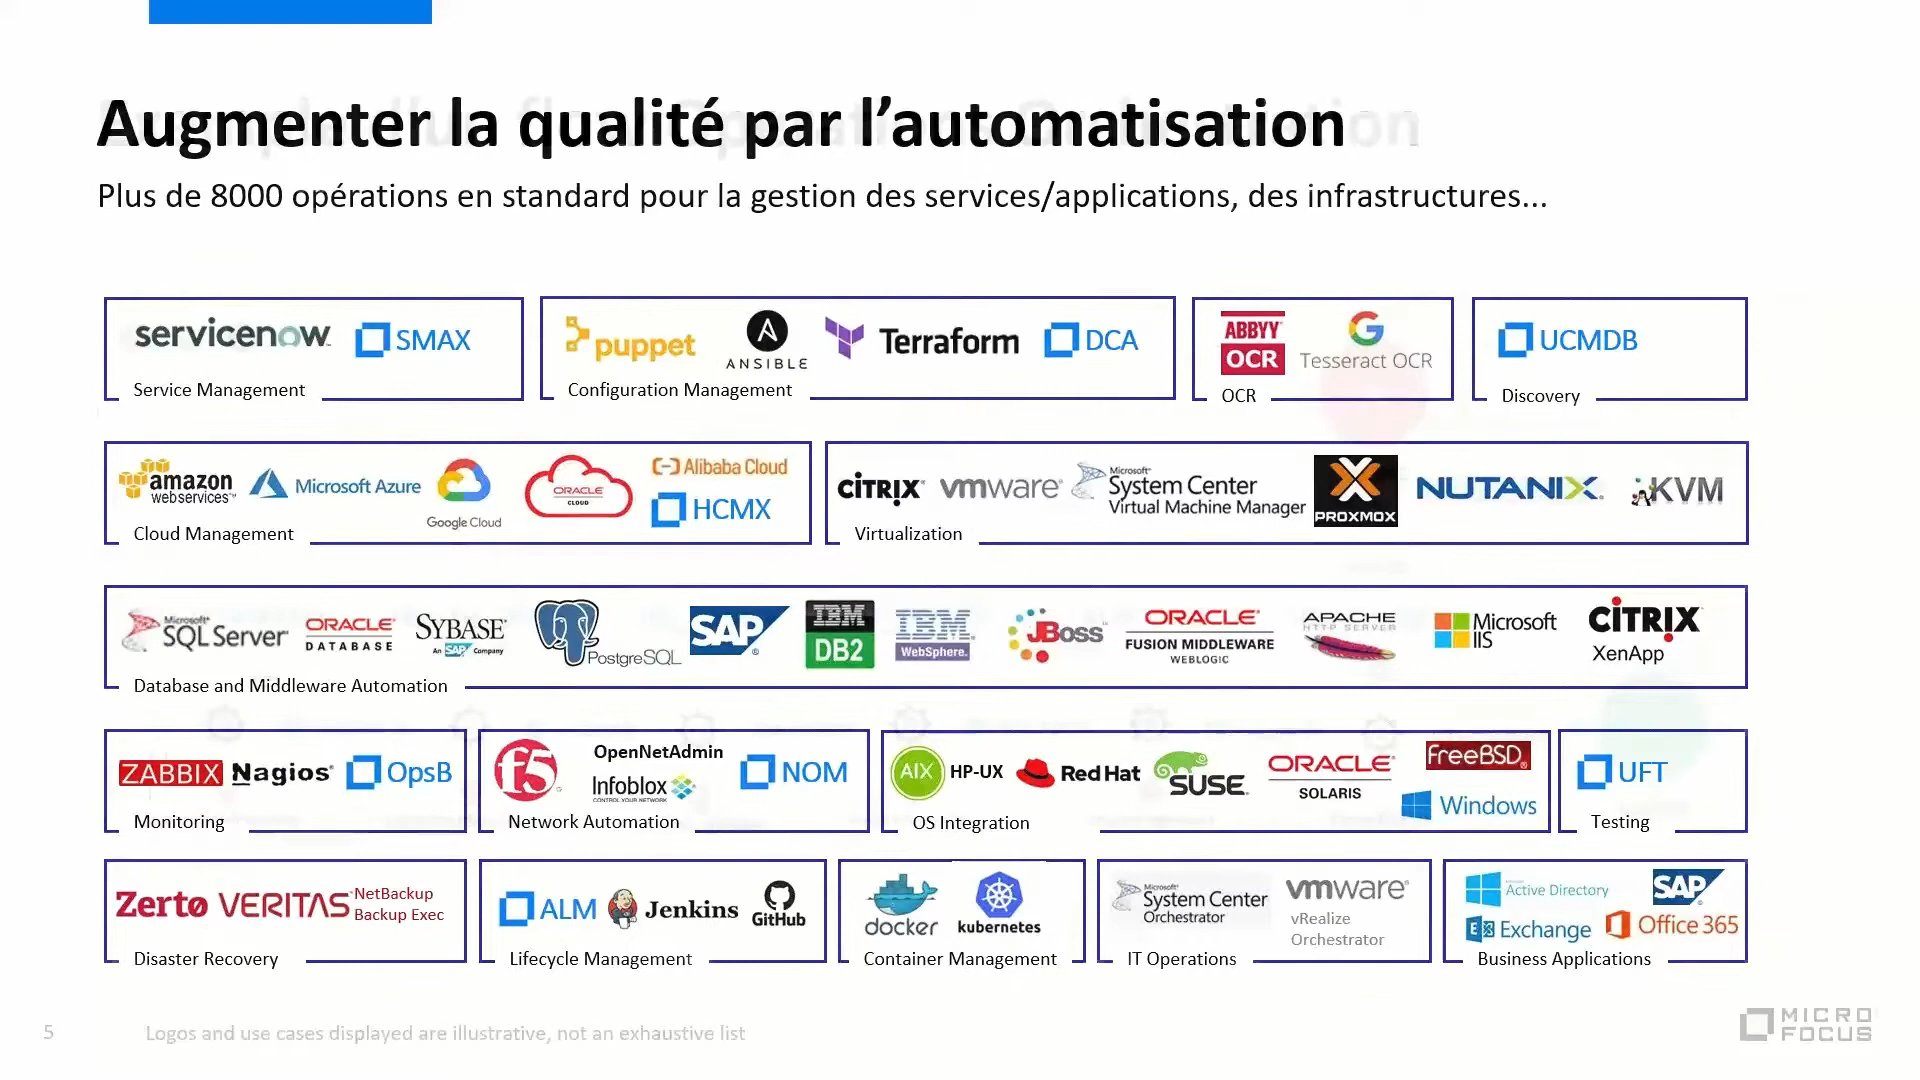 Augmenter la qualité par l’automatisation
Plus de 8000 opérations en standard pour la gestion des services/applications, des infrastructures...
servicenow SMAX
Service Management
puppet ANSIBLE Terraform DCA
Configuration Management
ABBYY OCR Tesseract OCR
OCR
UCMDB
Discovery
amazon webservices™ Microsoft Azure Google Cloud ORACLE CLOUD Alibaba Cloud HCMX
Cloud Management
CİTRIX vmware Microsoft System Center Virtual Machine Manager PROXMOX NUTANIX KVM
Virtualization
Microsoft SQL Server ORACLE DATABASE SYBASE An SAP Company PostgreSQL SAP IBM DB2 IBM WebSphere JBoss ORACLE FUSION MIDDLEWARE WEBLOGIC APACHE HTTP SERVER Microsoft IIS CİTRIX XenApp
Database and Middleware Automation
ZABBIX Nagios OpsB
Monitoring
f5 OpenNetAdmin Infoblox CONTROL YOUR NETWORK NOM
Network Automation
AIX HP-UX Red Hat SUSE ORACLE SOLARIS FreeBSD Windows
OS Integration
UFT
Testing
Zerto VERITAS NetBackup Backup Exec
Disaster Recovery
ALM Jenkins GitHub
Lifecycle Management
docker kubernetes
Container Management
Microsoft System Center Orchestrator vmware vRealize Orchestrator
IT Operations
Active Directory SAP Exchange Office 365
Business Applications
5
Logos and use cases displayed are illustrative, not an exhaustive list
MICRO FOCUS